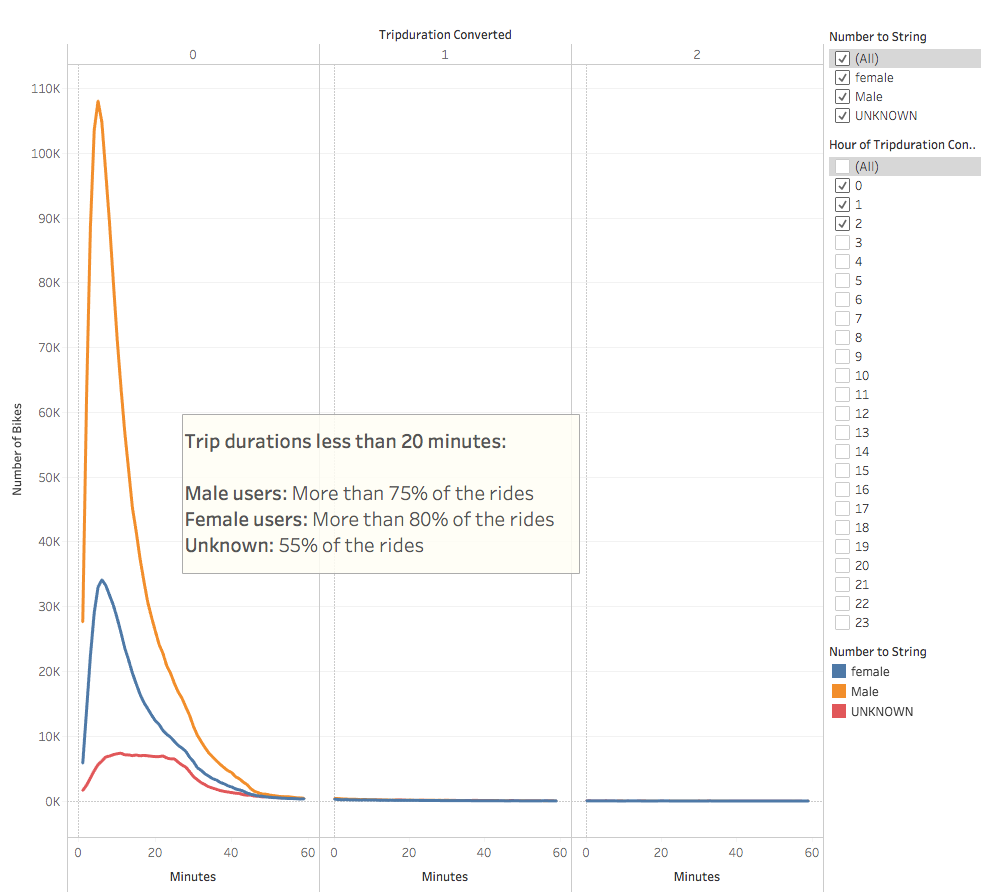 Tripduration Converted
0 1 2
110K
100K
90K
80K
70K
60K
50K
40K
30K
20K
10K
0K
Number of Bikes
Trip durations less than 20 minutes:
Male users: More than 75% of the rides
Female users: More than 80% of the rides
Unknown: 55% of the rides
0 20 40 60 0 20 40 60 0 20 40 60
Minutes Minutes Minutes
Number to String
(All)
female
Male
UNKNOWN
Hour of Tripduration Con..
(All)
0
1
2
3
4
5
6
7
8
9
10
11
12
13
14
15
16
17
18
19
20
21
22
23
Number to String
female
Male
UNKNOWN